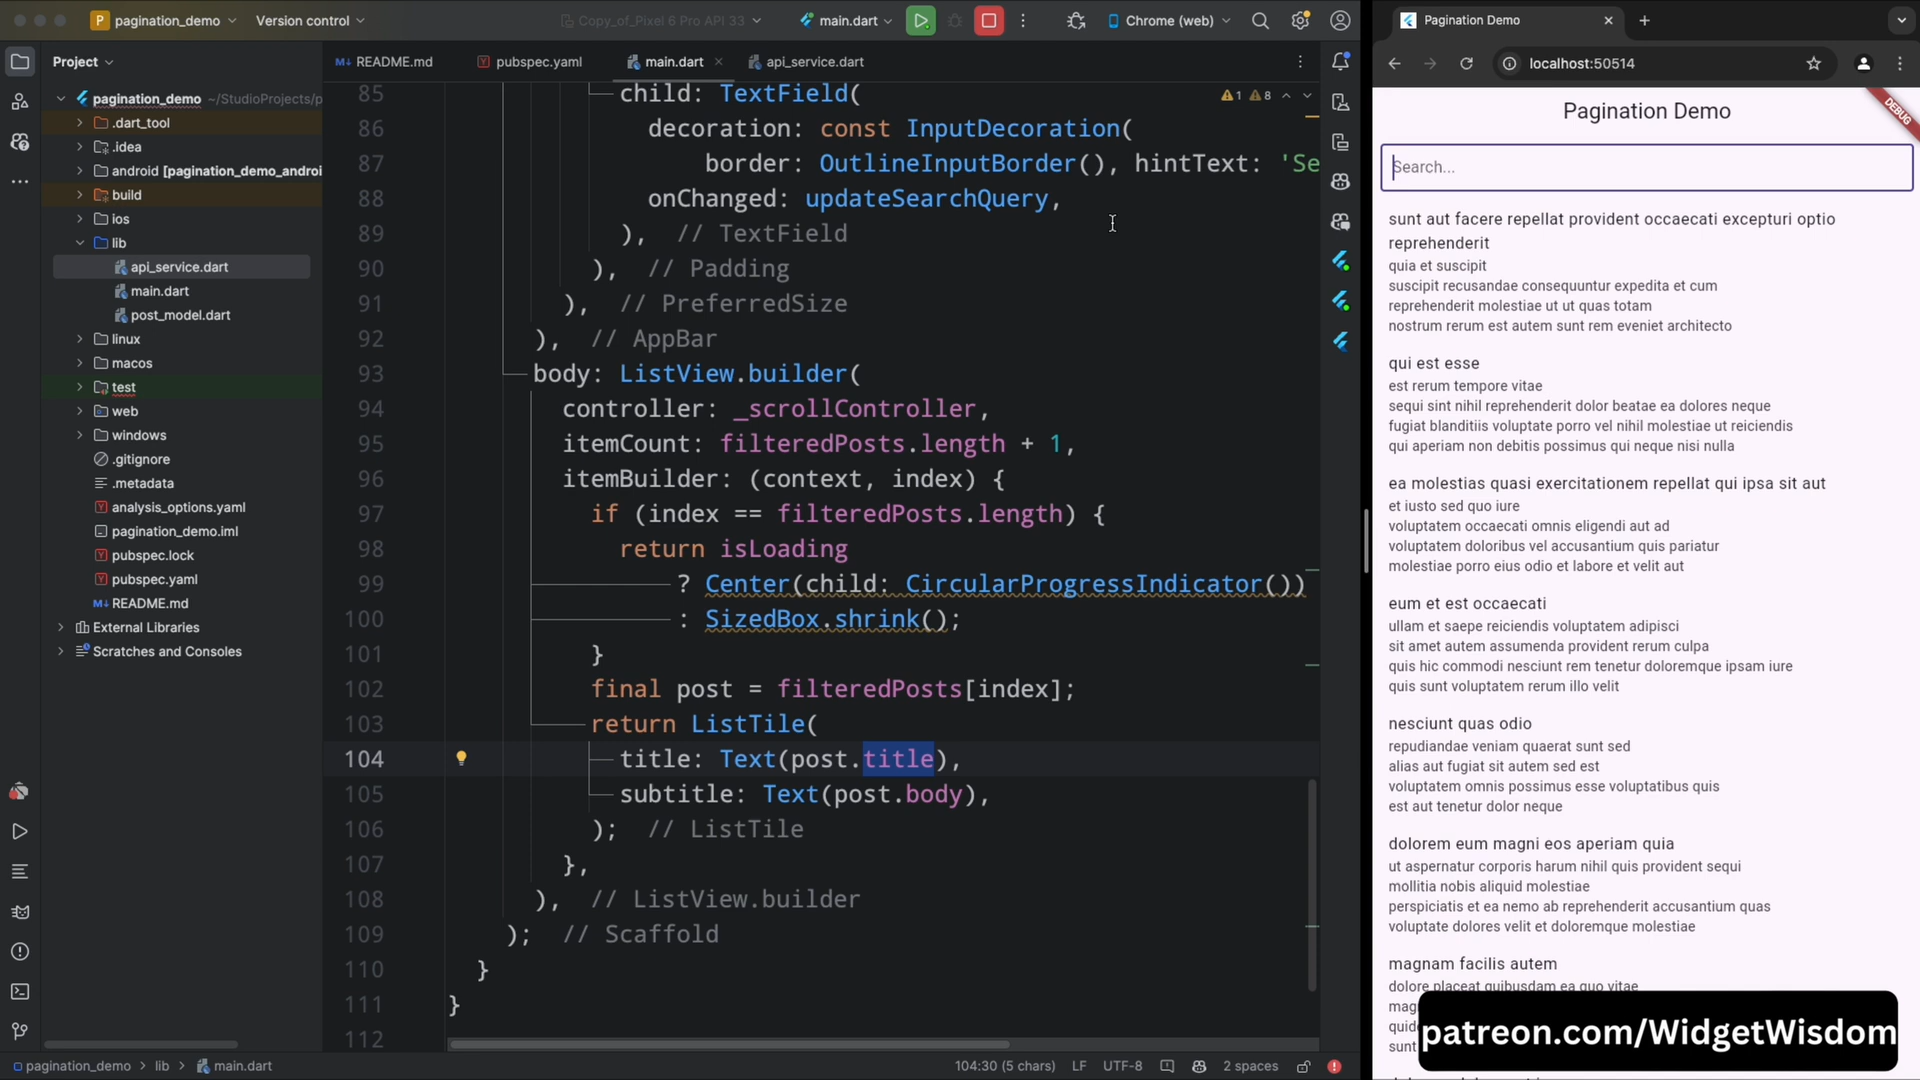 pagination_demo
Version control
Copy_of_Pixel 6 Pro API 33
main.dart
Chrome (web)
Project
README.md
pubspec.yaml
main.dart
api_service.dart
pagination_demo ~/StudioProjects/p
.dart_tool
.idea
android [pagination_demo_androi
build
ios
lib
api_service.dart
main.dart
post_model.dart
linux
macos
test
web
windows
.gitignore
.metadata
analysis_options.yaml
pagination_demo.iml
pubspec.lock
pubspec.yaml
README.md
External Libraries
Scratches and Consoles
1 8
85 child: TextField(
86 decoration: const InputDecoration(
87 border: OutlineInputBorder(), hintText: 'Se
88 onChanged: updateSearchQuery,
89 ), // TextField
90 ), // Padding
91 ), // PreferredSize
92 ), // AppBar
93 body: ListView.builder(
94 controller: _scrollController,
95 itemCount: filteredPosts.length + 1,
96 itemBuilder: (context, index) {
97 if (index == filteredPosts.length) {
98 return isLoading
99 ? Center(child: CircularProgressIndicator())
100 : SizedBox.shrink();
101 }
102 final post = filteredPosts[index];
103 return ListTile(
104 title: Text(post.title),
105 subtitle: Text(post.body),
106 ); // ListTile
107 },
108 ), // ListView.builder
109 ); // Scaffold
110 }
111 }
112
pagination_demo > lib > main.dart
104:30 (5 chars) LF UTF-8 2 spaces
Pagination Demo
localhost:50514
Pagination Demo
DEBUG
Search...
sunt aut facere repellat provident occaecati excepturi optio
reprehenderit
quia et suscipit
suscipit recusandae consequuntur expedita et cum
reprehenderit molestiae ut ut quas totam
nostrum rerum est autem sunt rem eveniet architecto
qui est esse
est rerum tempore vitae
sequi sint nihil reprehenderit dolor beatae ea dolores neque
fugiat blanditiis voluptate porro vel nihil molestiae ut reiciendis
qui aperiam non debitis possimus qui neque nisi nulla
ea molestias quasi exercitationem repellat qui ipsa sit aut
et iusto sed quo iure
voluptatem occaecati omnis eligendi aut ad
voluptatem doloribus vel accusantium quis pariatur
molestiae porro eius odio et labore et velit aut
eum et est occaecati
ullam et saepe reiciendis voluptatem adipisci
sit amet autem assumenda provident rerum culpa
quis hic commodi nesciunt rem tenetur doloremque ipsam iure
quis sunt voluptatem rerum illo velit
nesciunt quas odio
repudiandae veniam quaerat sunt sed
alias aut fugiat sit autem sed est
voluptatem omnis possimus esse voluptatibus quis
est aut tenetur dolor neque
dolorem eum magni eos aperiam quia
ut aspernatur corporis harum nihil quis provident sequi
mollitia nobis aliquid molestiae
perspiciatis et ea nemo ab reprehenderit accusantium quas
voluptate dolores velit et doloremque molestiae
magnam facilis autem
dolore placeat quibusdam ea quo vitae
patreon.com/WidgetWisdom